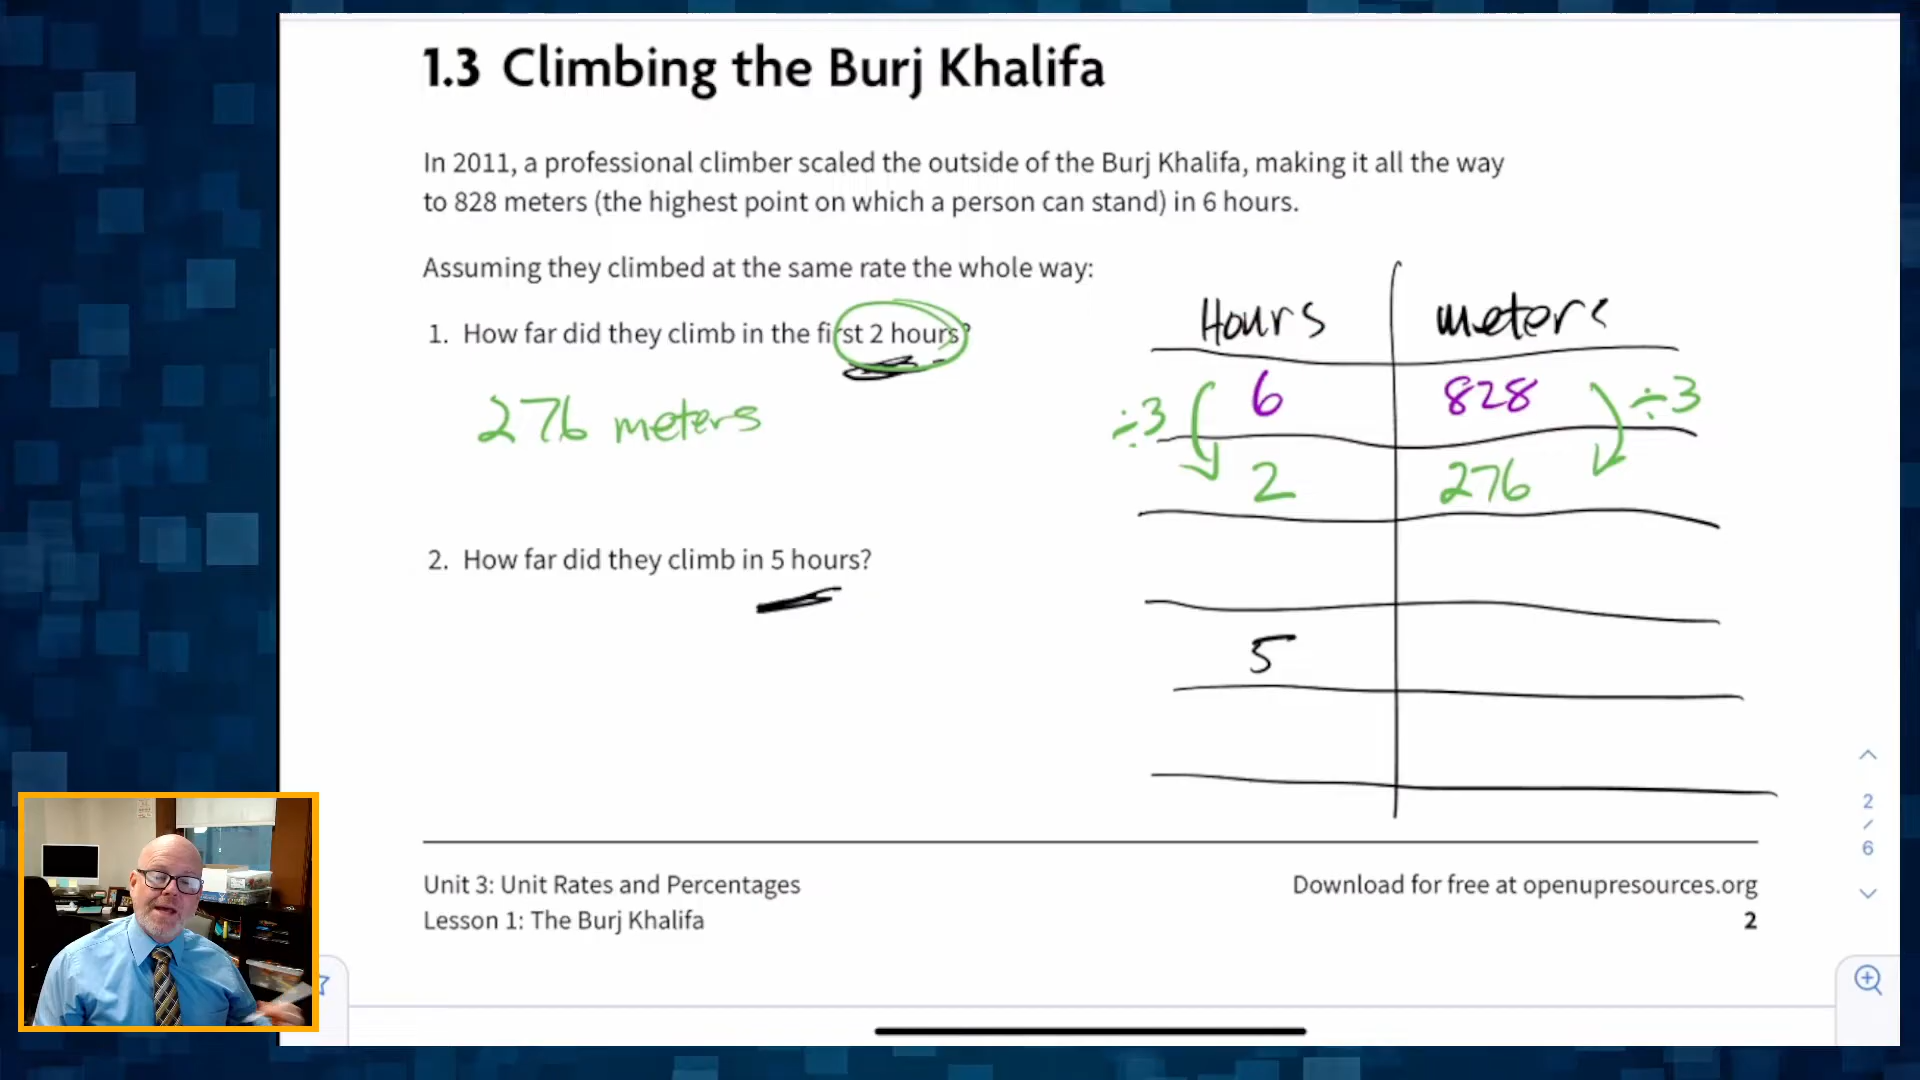 1.3 Climbing the Burj Khalifa
In 2011, a professional climber scaled the outside of the Burj Khalifa, making it all the way
to 828 meters (the highest point on which a person can stand) in 6 hours.
Assuming they climbed at the same rate the whole way:
1. How far did they climb in the first 2 hours?
276 meters
2. How far did they climb in 5 hours?
Hours meters
÷3 6 828 ÷3
2 276
5
Unit 3: Unit Rates and Percentages
Lesson 1: The Burj Khalifa
Download for free at openupresources.org
2
2
/
6